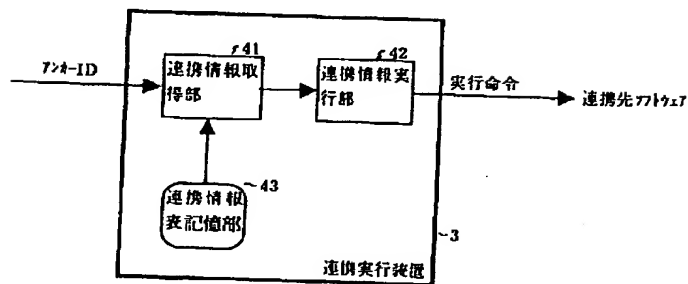 アンカーID
41
連携情報取
得部
42
連携情報実
行部
実行命令
連携先ソフトウェア
43
連携情報
表記憶部
3
連携実行装置